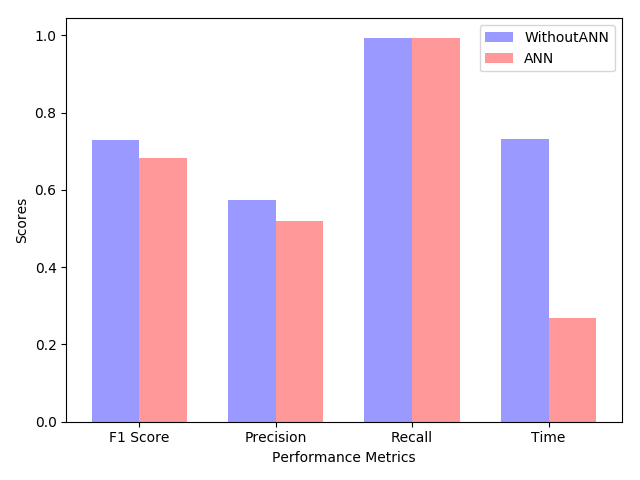 WithoutANN
ANN
1.0
0.8
0.6
0.4
0.2
0.0
Scores
F1 Score Precision Recall Time
Performance Metrics